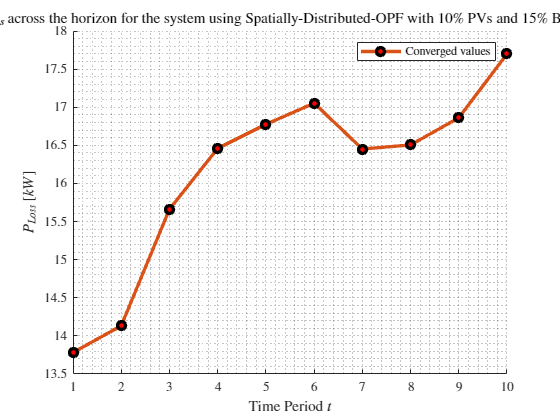 s across the horizon for the system using Spatially-Distributed-OPF with 10% PVs and 15% B
Converged values
18
17.5
17
16.5
16
15.5
15
14.5
14
13.5
P_Loss [kW]
1 2 3 4 5 6 7 8 9 10
Time Period t